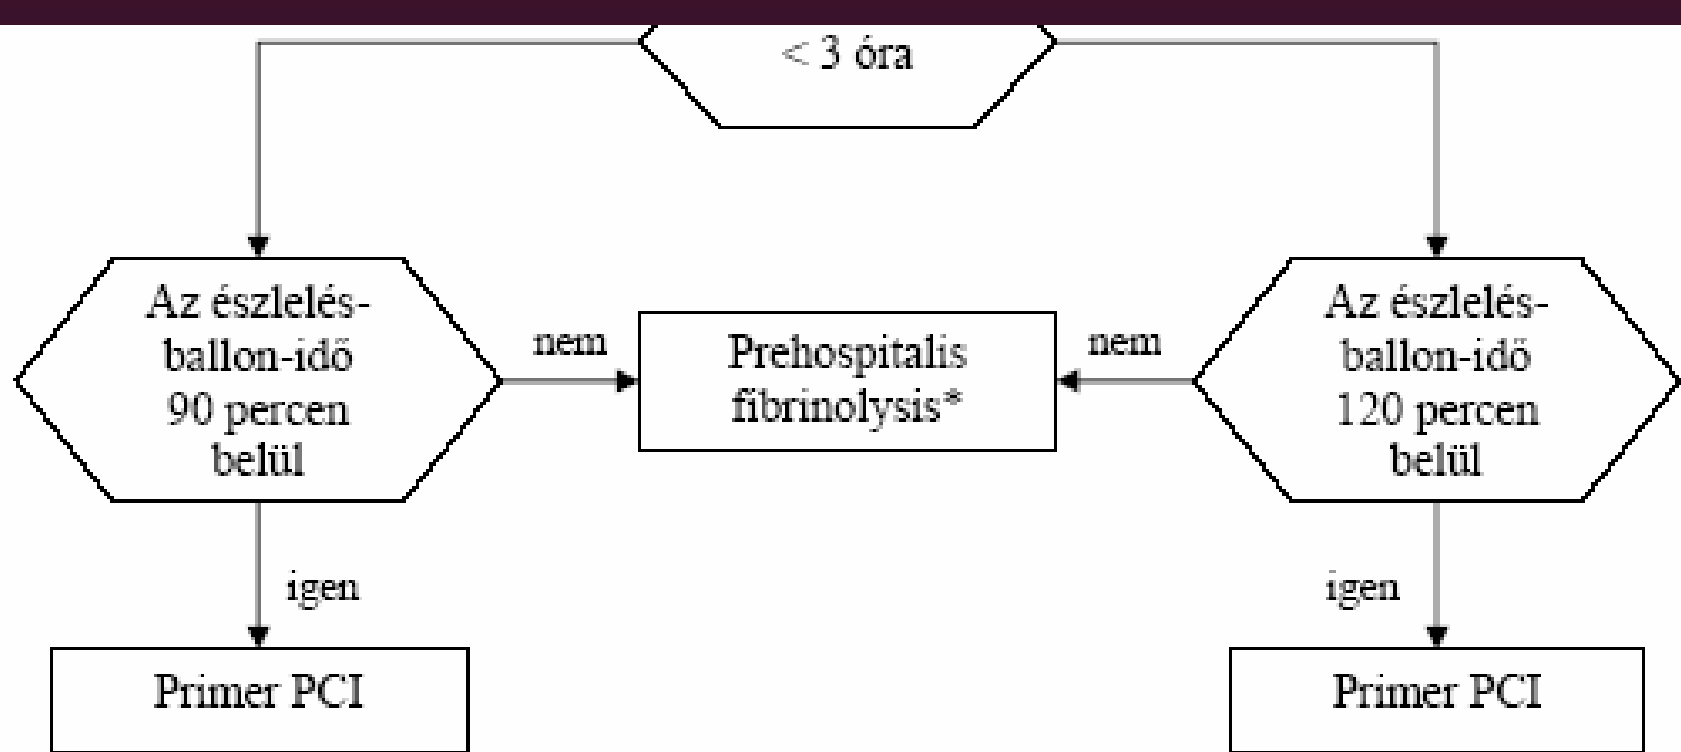 < 3 óra
Az észlelés-
ballon-idő
90 percen
belül
nem
Prehospitalis
fibrinolysis*
nem
Az észlelés-
ballon-idő
120 percen
belül
igen
igen
Primer PCI
Primer PCI